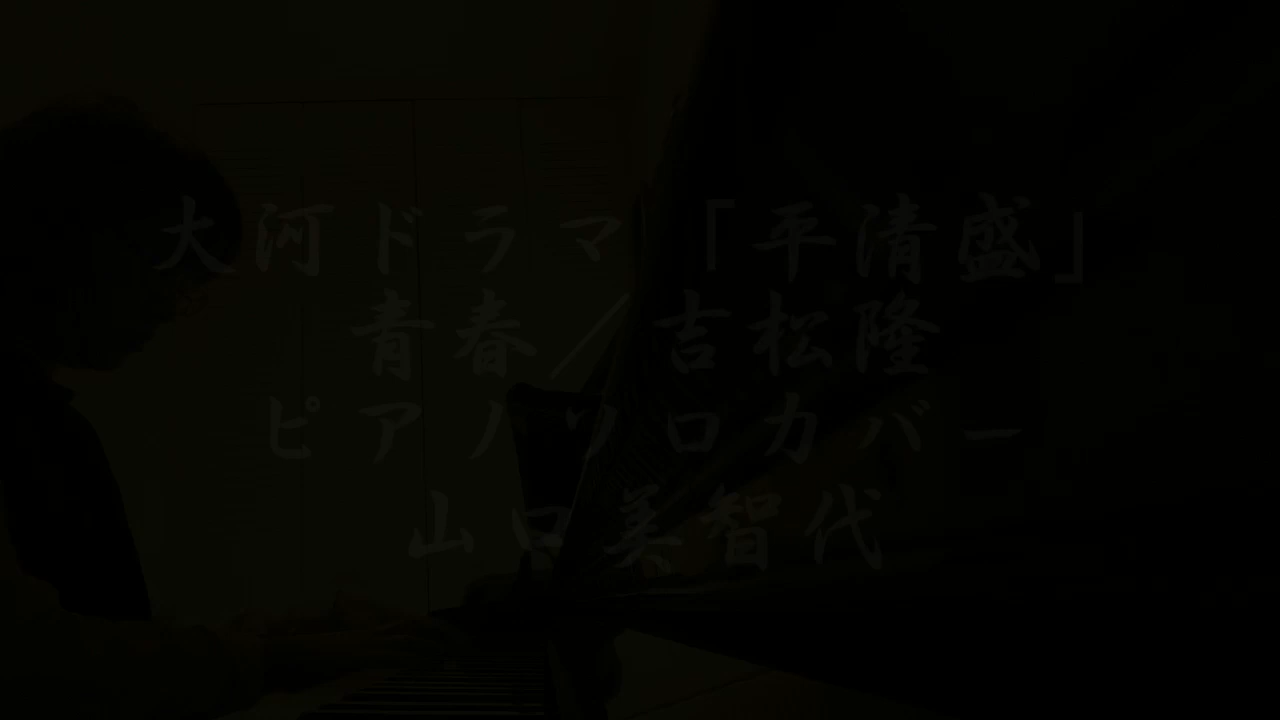 大河ドラマ「平清盛」
青春／吉松隆
ピアノソロカバー
山口美智代